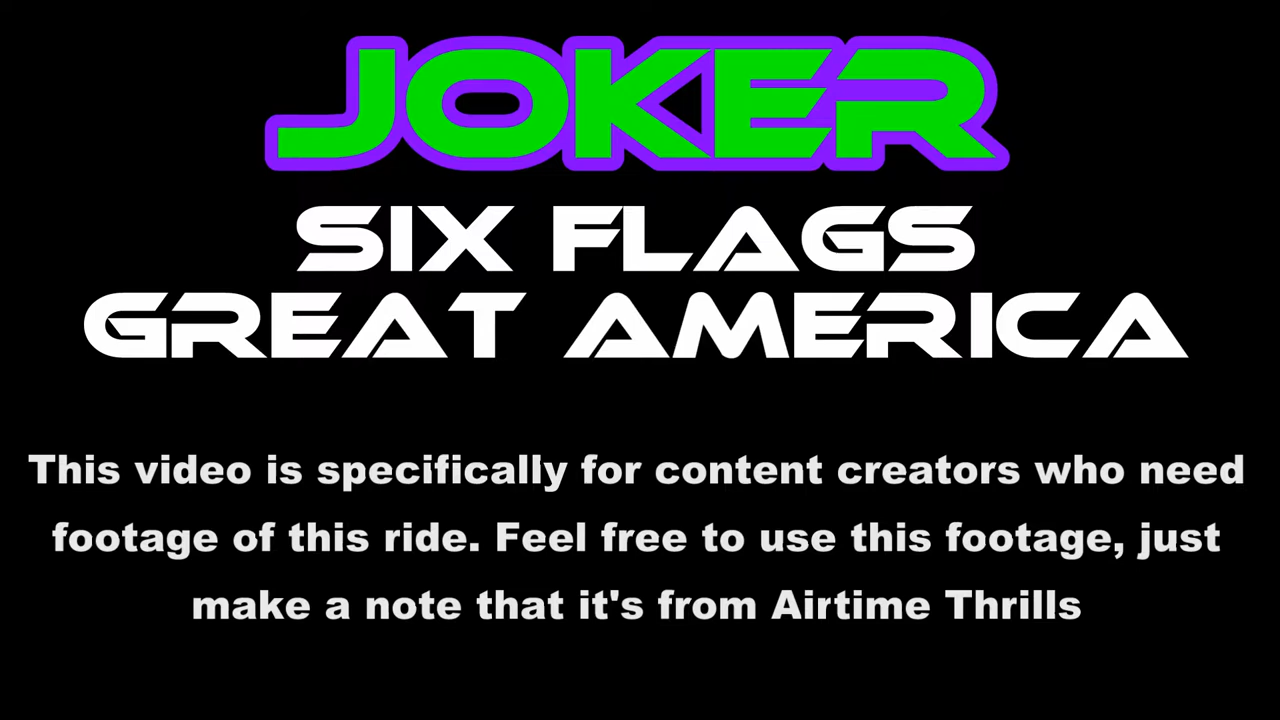 JOKER
SIX FLAGS
GREAT AMERICA
This video is specifically for content creators who need
footage of this ride. Feel free to use this footage, just
make a note that it's from Airtime Thrills